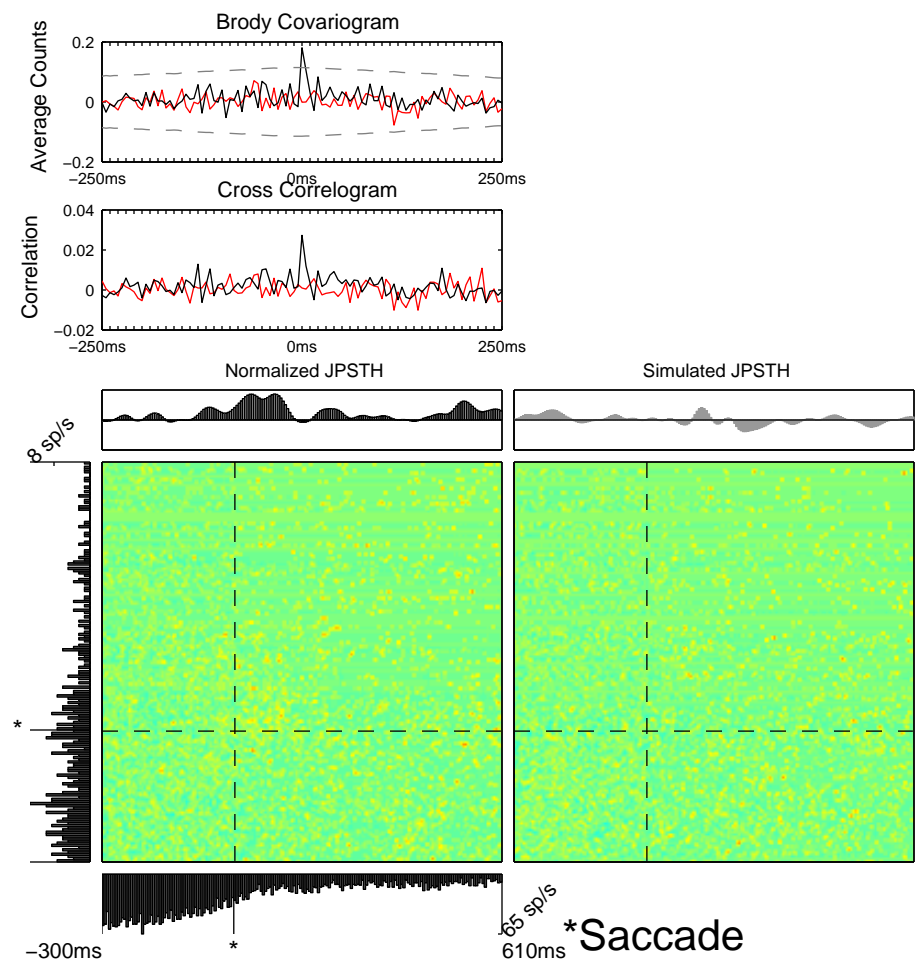 Brody Covariogram
0.2
0
−0.2
Average Counts
−250ms
0ms
250ms
Cross Correlogram
0.04
0.02
0
−0.02
Correlation
−250ms
0ms
250ms
Normalized JPSTH
Simulated JPSTH
8 sp/s
*
*
65 sp/s
−300ms
610ms
*Saccade